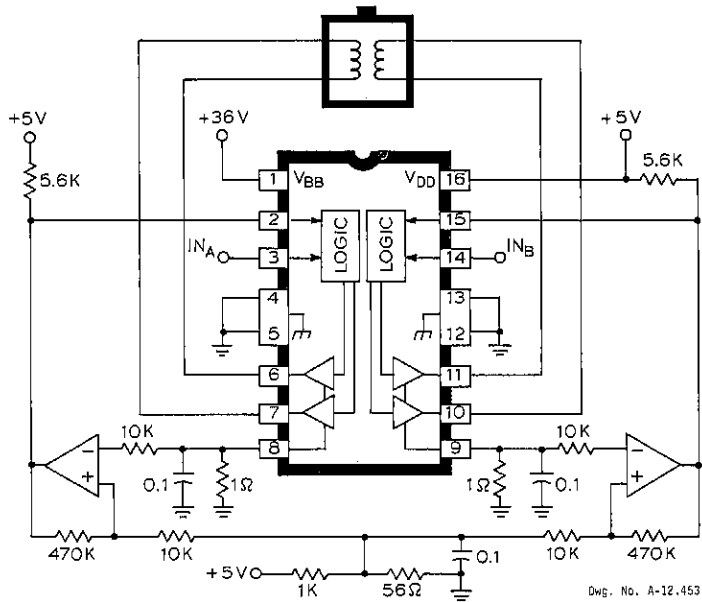 +36V
+5V
+5V
5.6K
5.6K
1 VBB VDD 16
2 15
LOGIC LOGIC
INA 3 14 INB
4 13
5 12
6 11
7 10
8 9
10K 10K
- -
+ +
0.1 1Ω 1Ω 0.1
470K 10K 0.1 10K 470K
+5V 1K 56Ω
Dwg. No. A-12.453